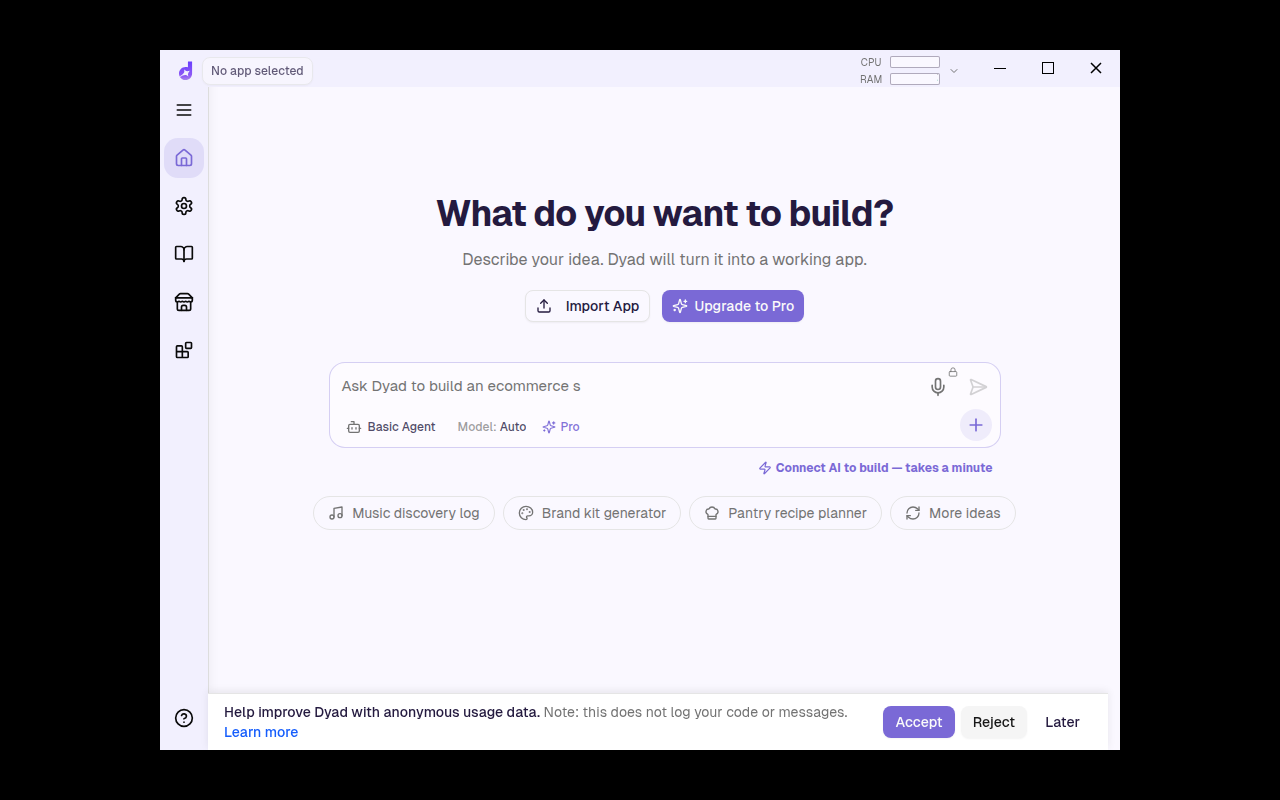 No app selected
CPU
RAM
What do you want to build?
Describe your idea. Dyad will turn it into a working app.
Import App
Upgrade to Pro
Ask Dyad to build an ecommerce s
Basic Agent
Model: Auto
Pro
Connect AI to build — takes a minute
Music discovery log
Brand kit generator
Pantry recipe planner
More ideas
Help improve Dyad with anonymous usage data. Note: this does not log your code or messages.
Learn more
Accept
Reject
Later